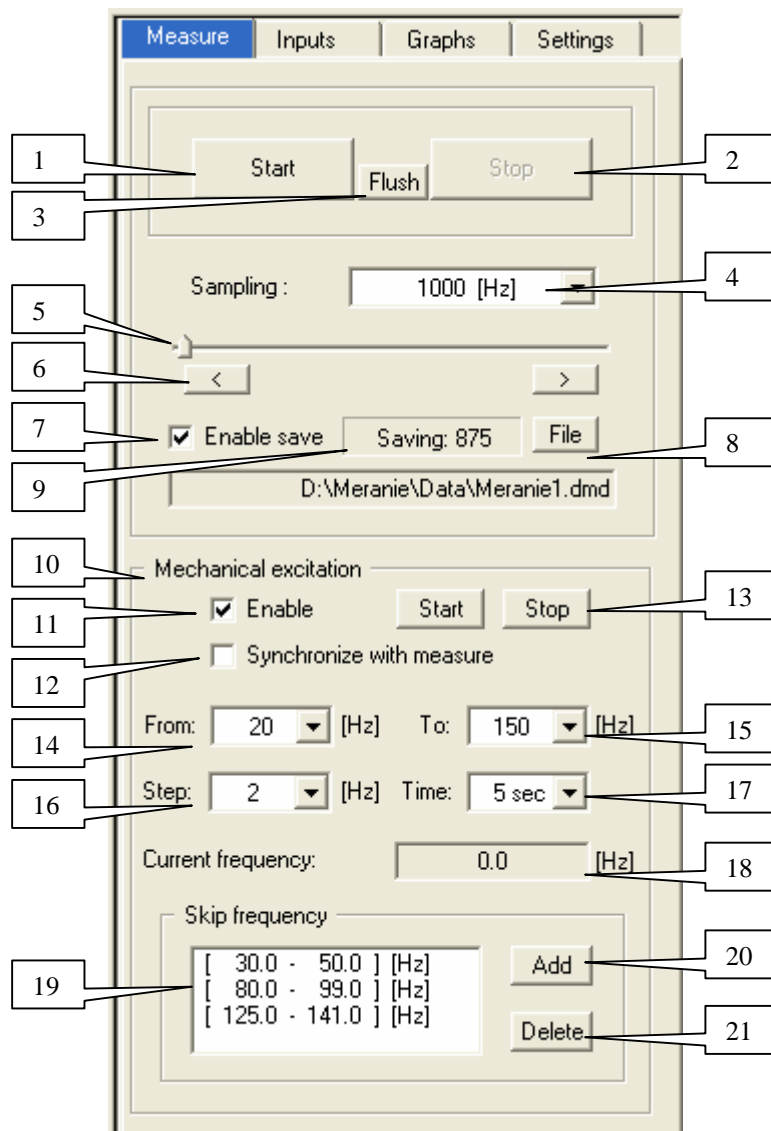 Measure Inputs Graphs Settings
1 Start Flush Stop 2
3
Sampling : 1000 [Hz] 4
5
6 < >
7 Enable save Saving: 875 File 8
9 D:\Meranie\Data\Meranie1.dmd
10 Mechanical excitation
11 Enable Start Stop 13
12 Synchronize with measure
From: 20 [Hz] To: 150 [Hz]
14 15
Step: 2 [Hz] Time: 5 sec 17
16
Current frequency: 0.0 [Hz] 18
Skip frequency
19 [ 30.0 - 50.0 ] [Hz] Add 20
[ 80.0 - 99.0 ] [Hz]
[ 125.0 - 141.0 ] [Hz]
Delete 21